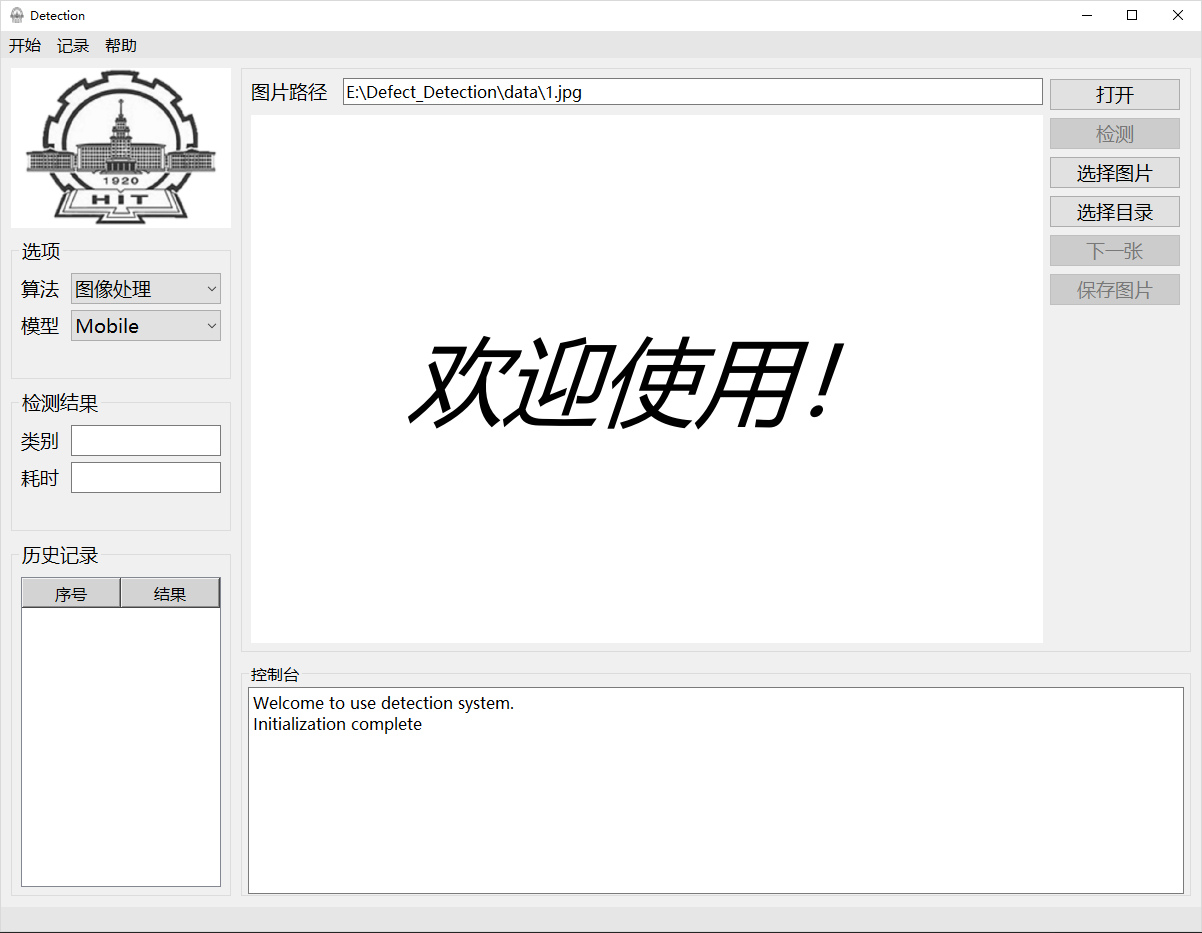 Detection
开始 记录 帮助
1920
HIT
选项
算法 图像处理
模型 Mobile
检测结果
类别
耗时
历史记录
序号 结果
图片路径 E:\Defect_Detection\data\1.jpg
欢迎使用！
打开
检测
选择图片
选择目录
下一张
保存图片
控制台
Welcome to use detection system.
Initialization complete